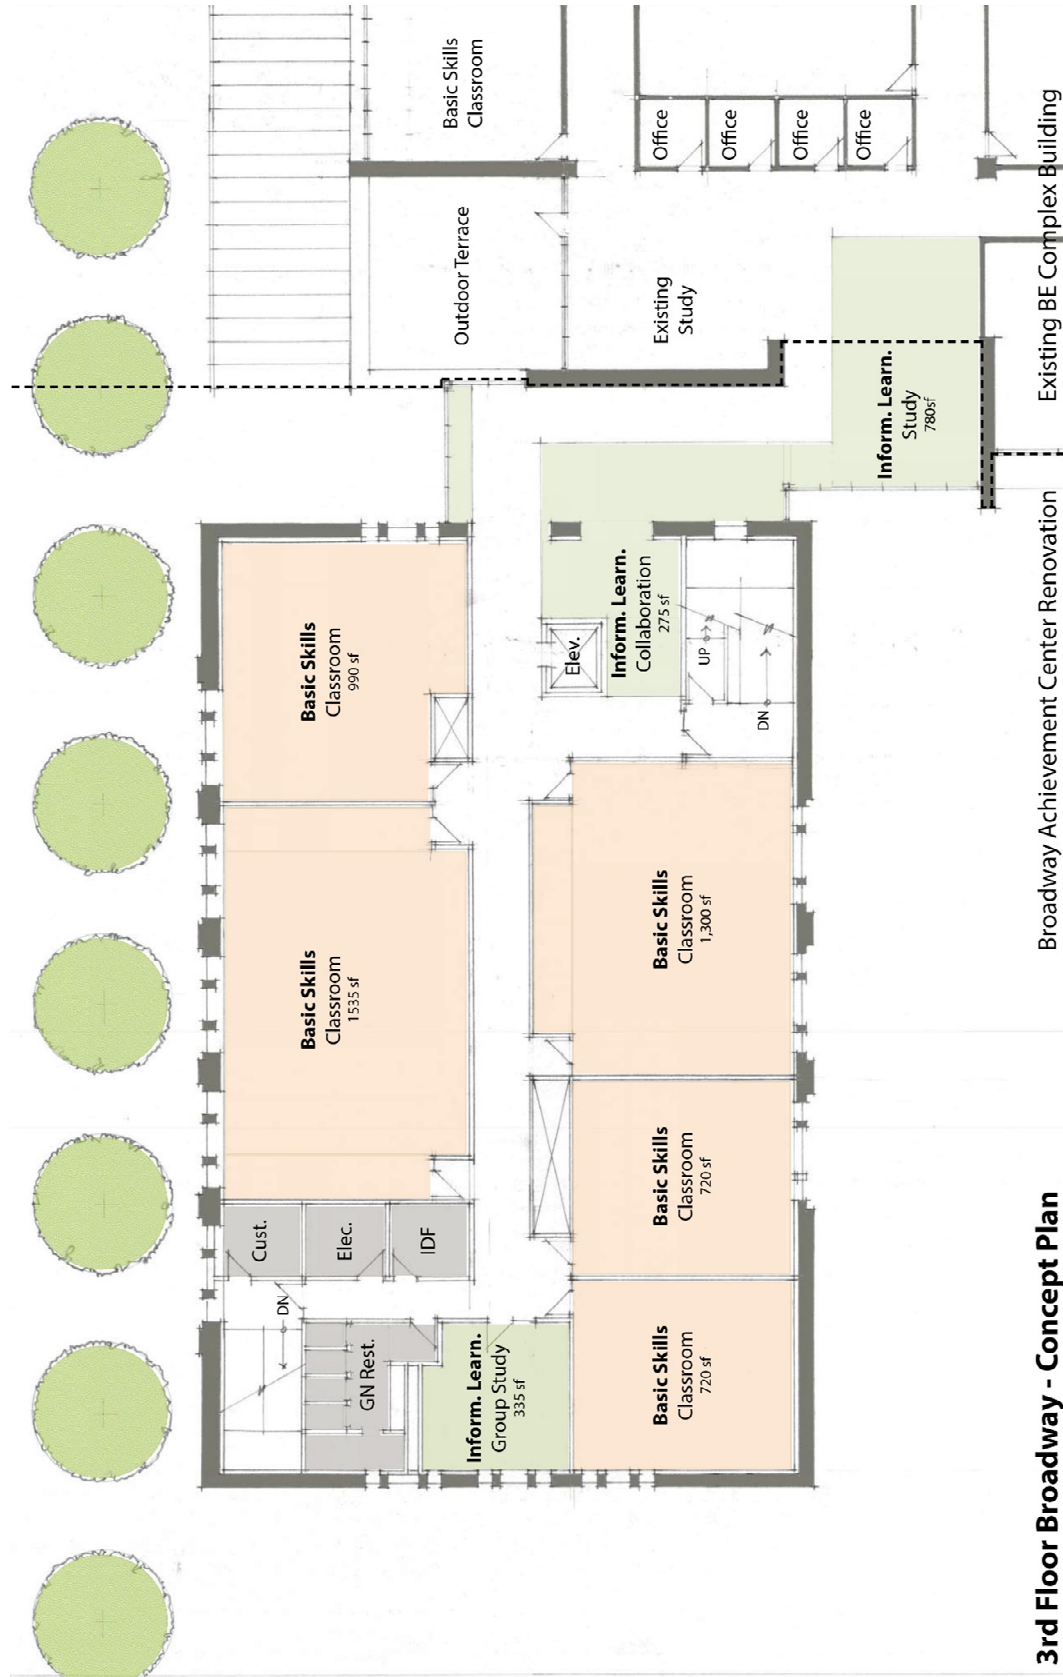 Basic Skills
Classroom
Office
Office
Office
Office
Outdoor Terrace
Existing
Study
Inform. Learn.
Study
780sf
Existing BE Complex Building
Basic Skills
Classroom
990 sf
Elev.
Inform. Learn.
Collaboration
275 sf
UP
DN
Basic Skills
Classroom
1535 sf
Basic Skills
Classroom
1,300 sf
Broadway Achievement Center Renovation
Cust.
Elec.
IDF
Basic Skills
Classroom
720 sf
DN
GN Rest.
Inform. Learn.
Group Study
335 sf
Basic Skills
Classroom
720 sf
3rd Floor Broadway - Concept Plan